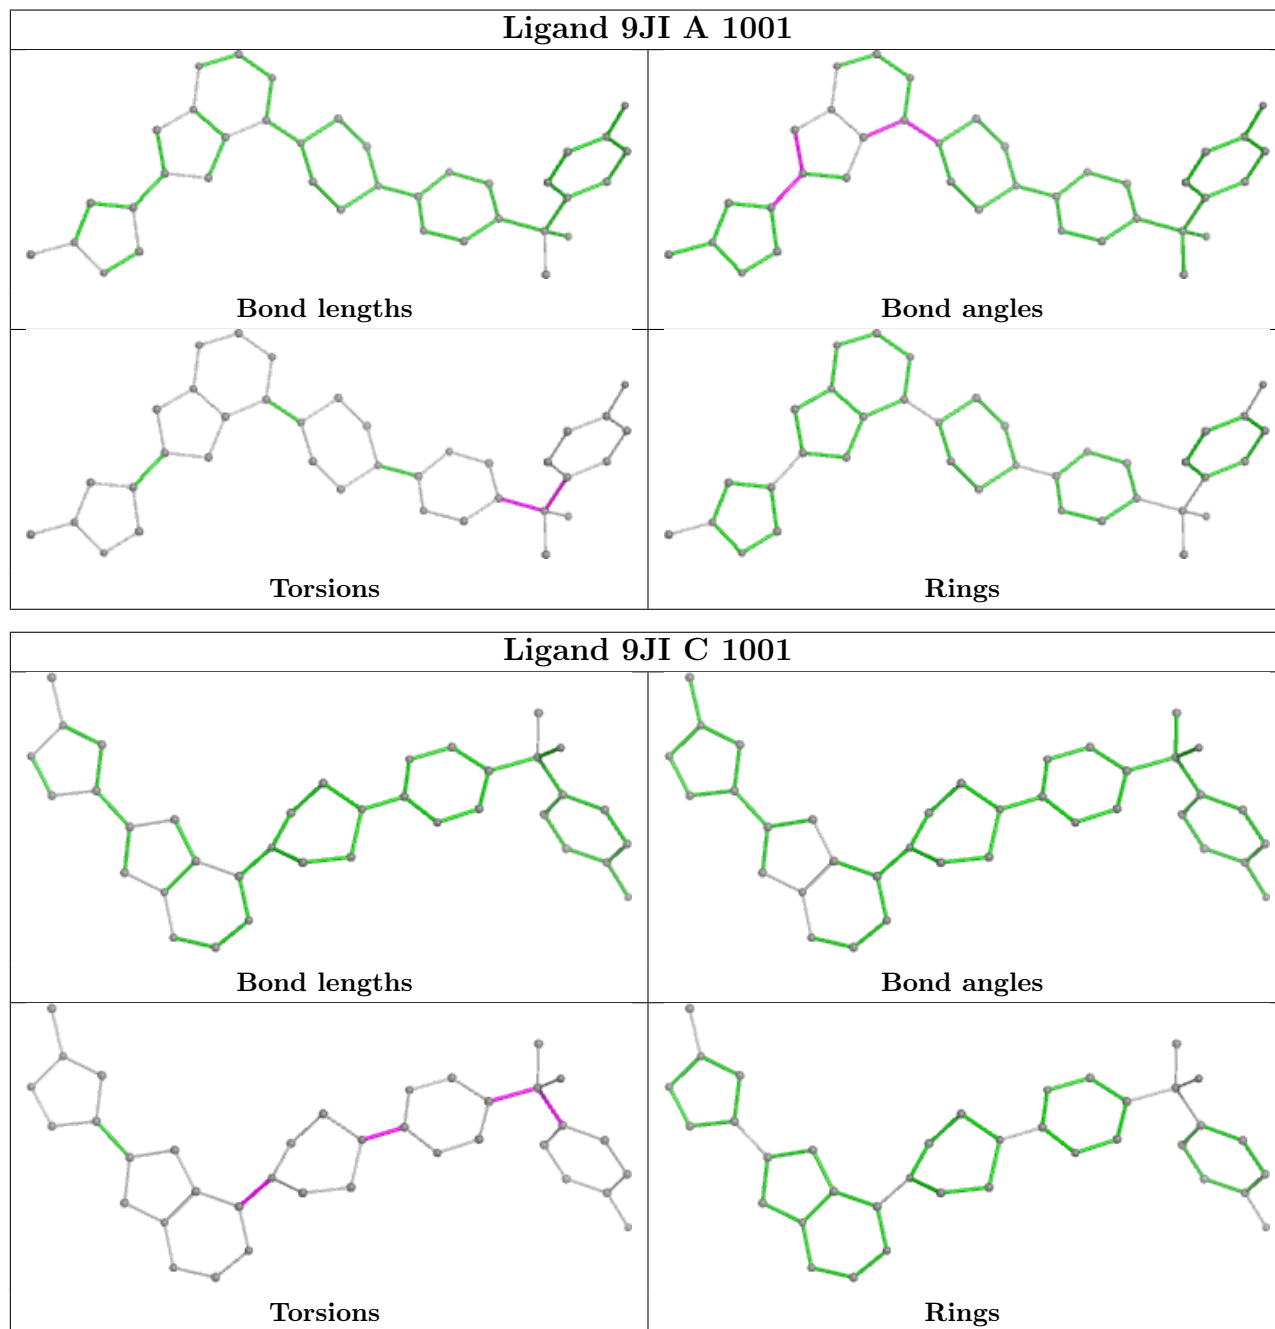 Ligand 9JI A 1001
Bond lengths
Bond angles
Torsions
Rings
Ligand 9JI C 1001
Bond lengths
Bond angles
Torsions
Rings